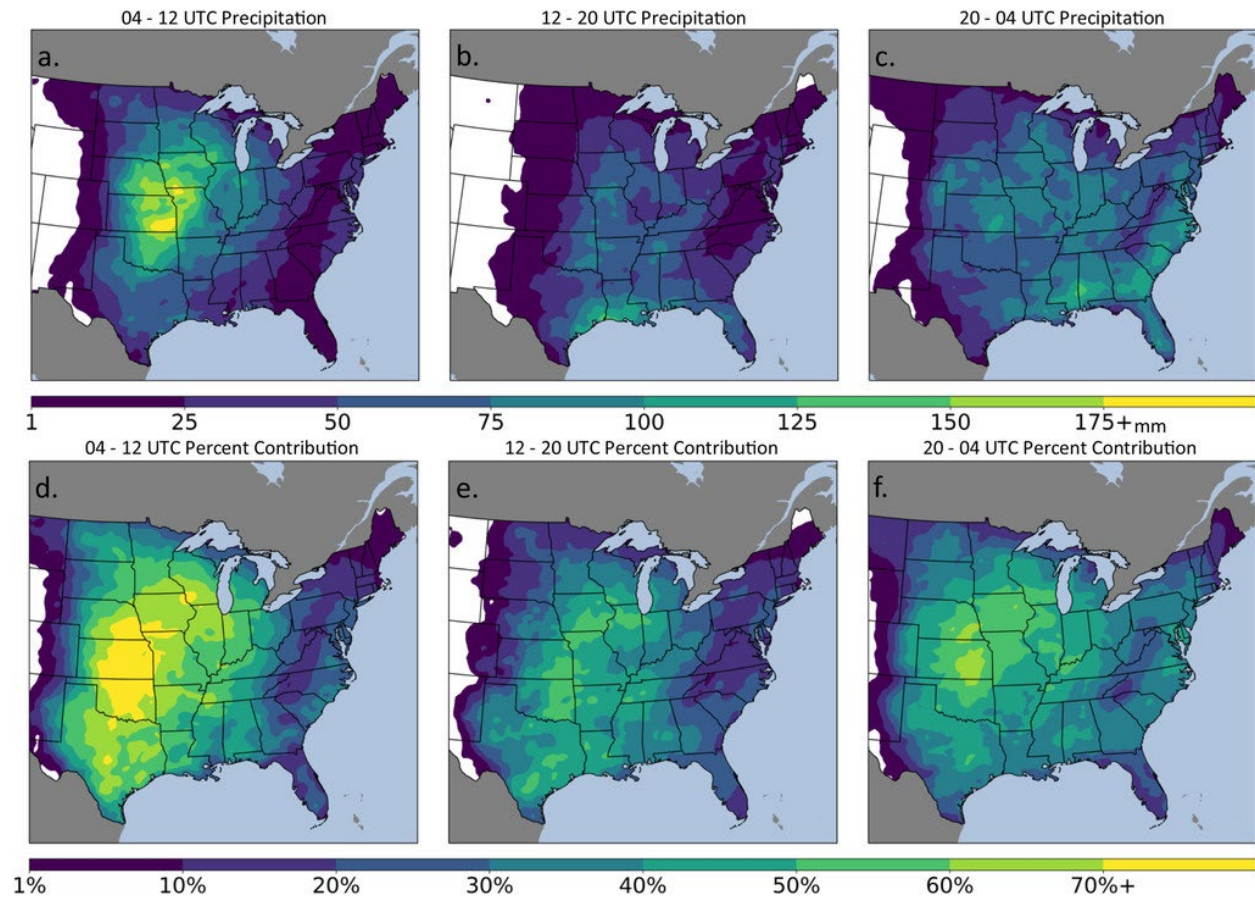 04 - 12 UTC Precipitation 12 - 20 UTC Precipitation 20 - 04 UTC Precipitation
a. b. c.
1 25 50 75 100 125 150 175+mm
04 - 12 UTC Percent Contribution 12 - 20 UTC Percent Contribution 20 - 04 UTC Percent Contribution
d. e. f.
1% 10% 20% 30% 40% 50% 60% 70%+